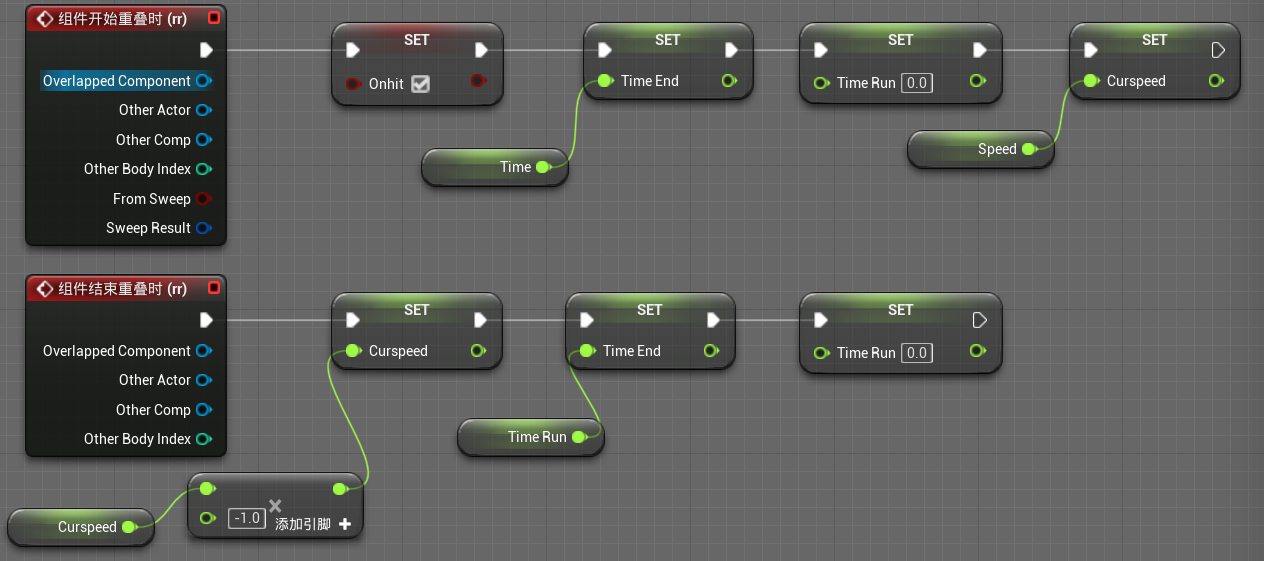 组件开始重叠时 (rr)
Overlapped Component
Other Actor
Other Comp
Other Body Index
From Sweep
Sweep Result
SET
Onhit
SET
Time End
Time
SET
Time Run 0.0
SET
Curspeed
Speed
组件结束重叠时 (rr)
Overlapped Component
Other Actor
Other Comp
Other Body Index
SET
Curspeed
SET
Time End
Time Run
SET
Time Run 0.0
Curspeed
-1.0
添加引脚